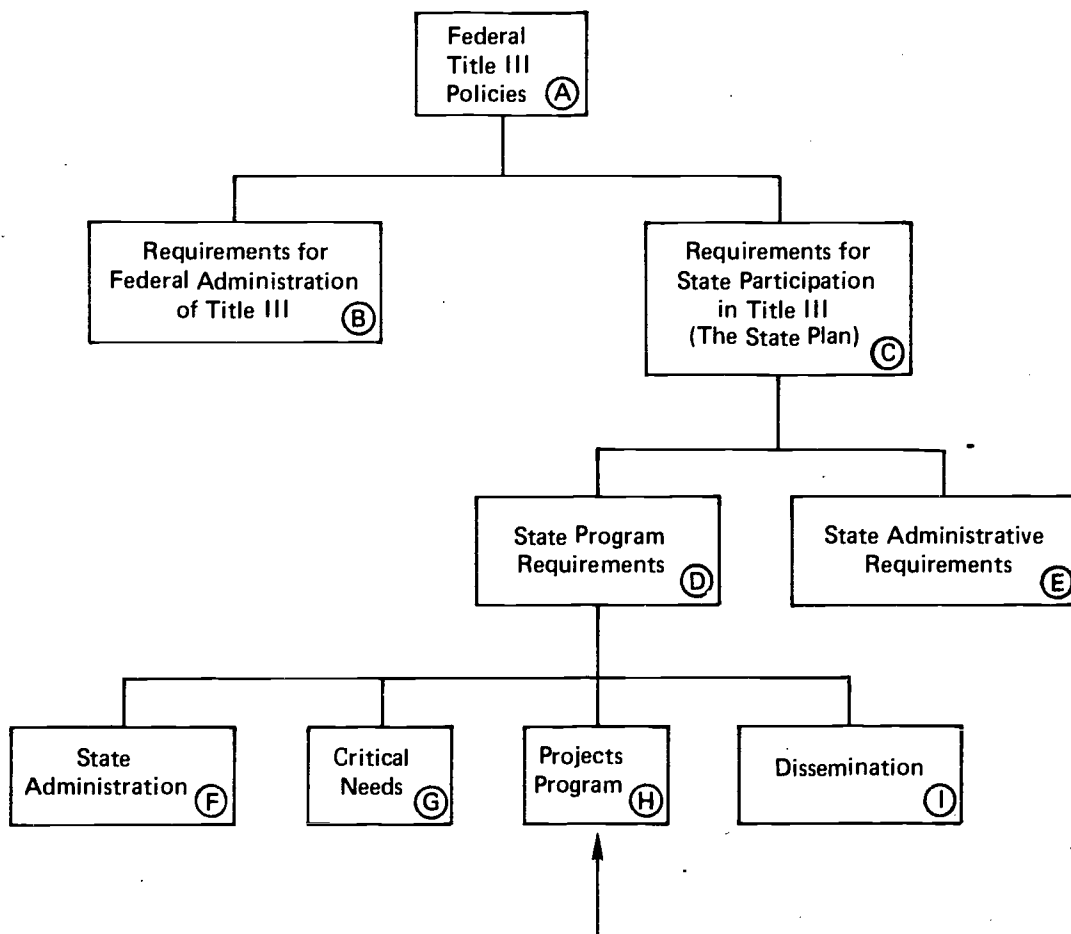 Federal
Title III
Policies
A
Requirements for
Federal Administration
of Title III
B
Requirements for
State Participation
in Title III
(The State Plan)
C
State Program
Requirements
D
State Administrative
Requirements
E
State
Administration
F
Critical
Needs
G
Projects
Program
H
Dissemination
I